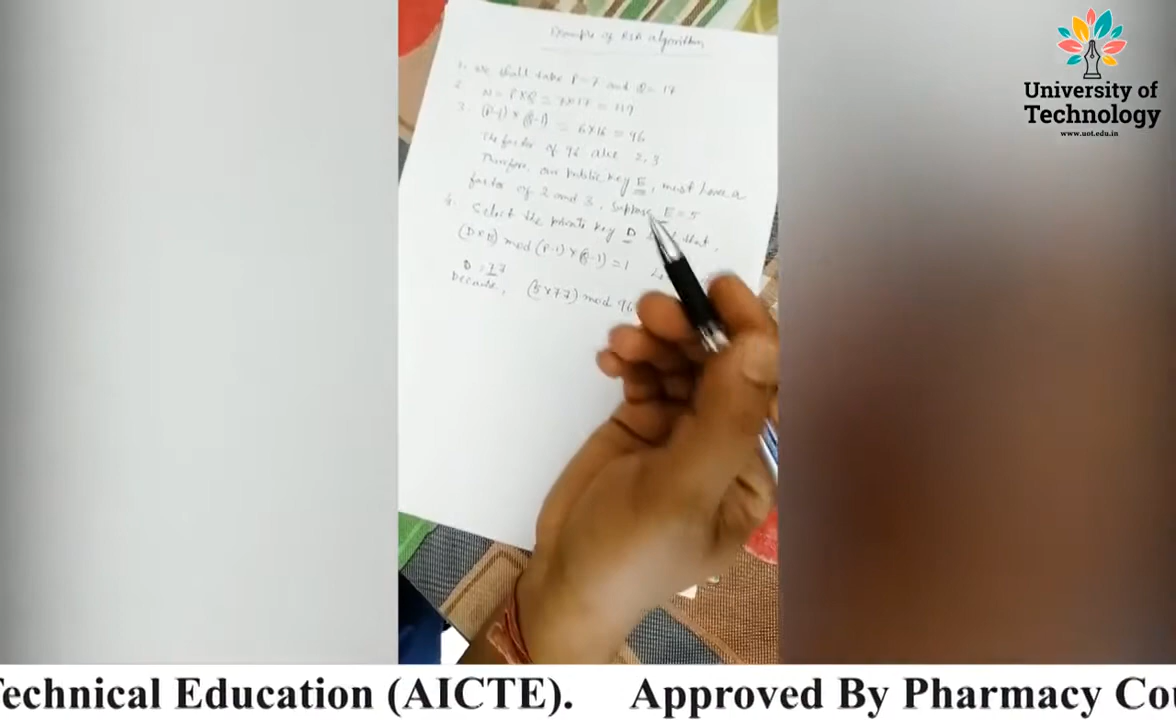 Example of RSA algorithm
1. We shall take P = 7 and Q = 17
2. N = P X Q = 7 X 17 = 119
3. (P-1) X (Q-1) = 6 X 16 = 96
The factor of 96 are 2, 3
Therefore, our public key E, must have a
factor of 2 and 3. Suppose E = 5
4. Select the private key D that,
(D X E) mod (P-1) X (Q-1) = 1
D = 77
because, (5 X 77) mod 96
University of
Technology
www.uot.edu.in
Technical Education (AICTE). Approved By Pharmacy Co